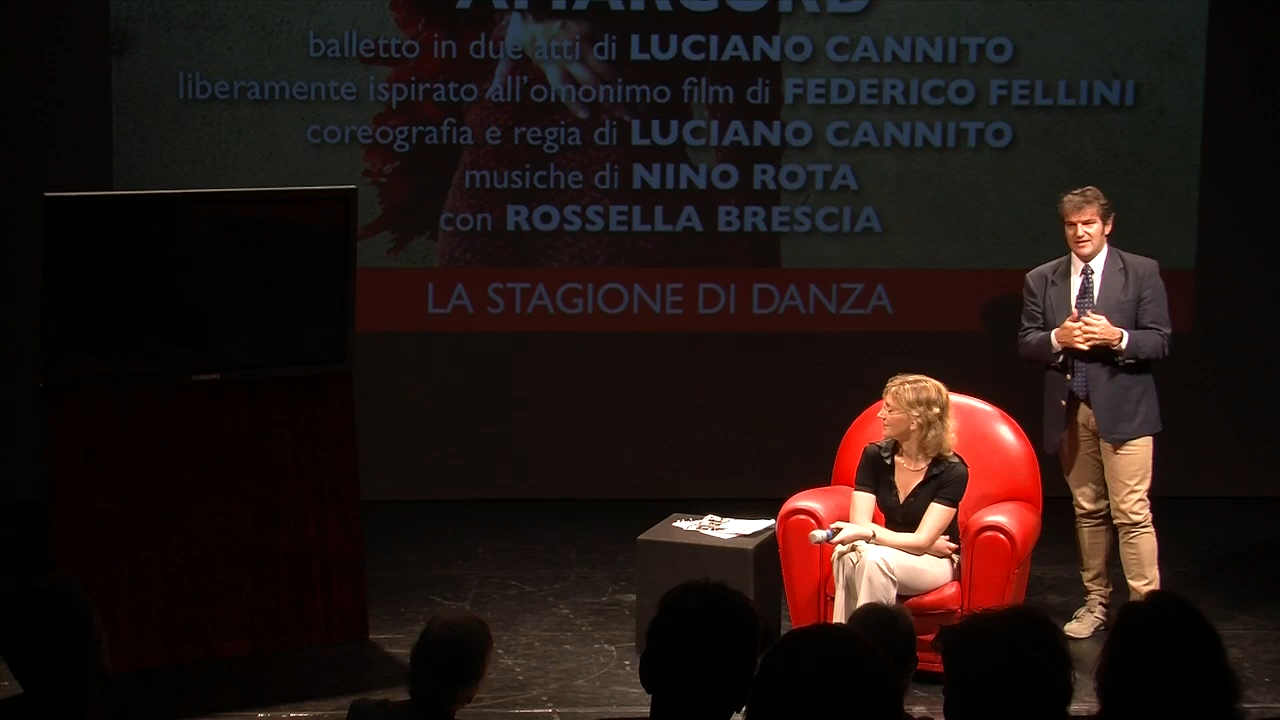 AMARCORD
balletto in due atti di LUCIANO CANNITO
liberamente ispirato all'omonimo film di FEDERICO FELLINI
coreografia e regia di LUCIANO CANNITO
musiche di NINO ROTA
con ROSSELLA BRESCIA
LA STAGIONE DI DANZA